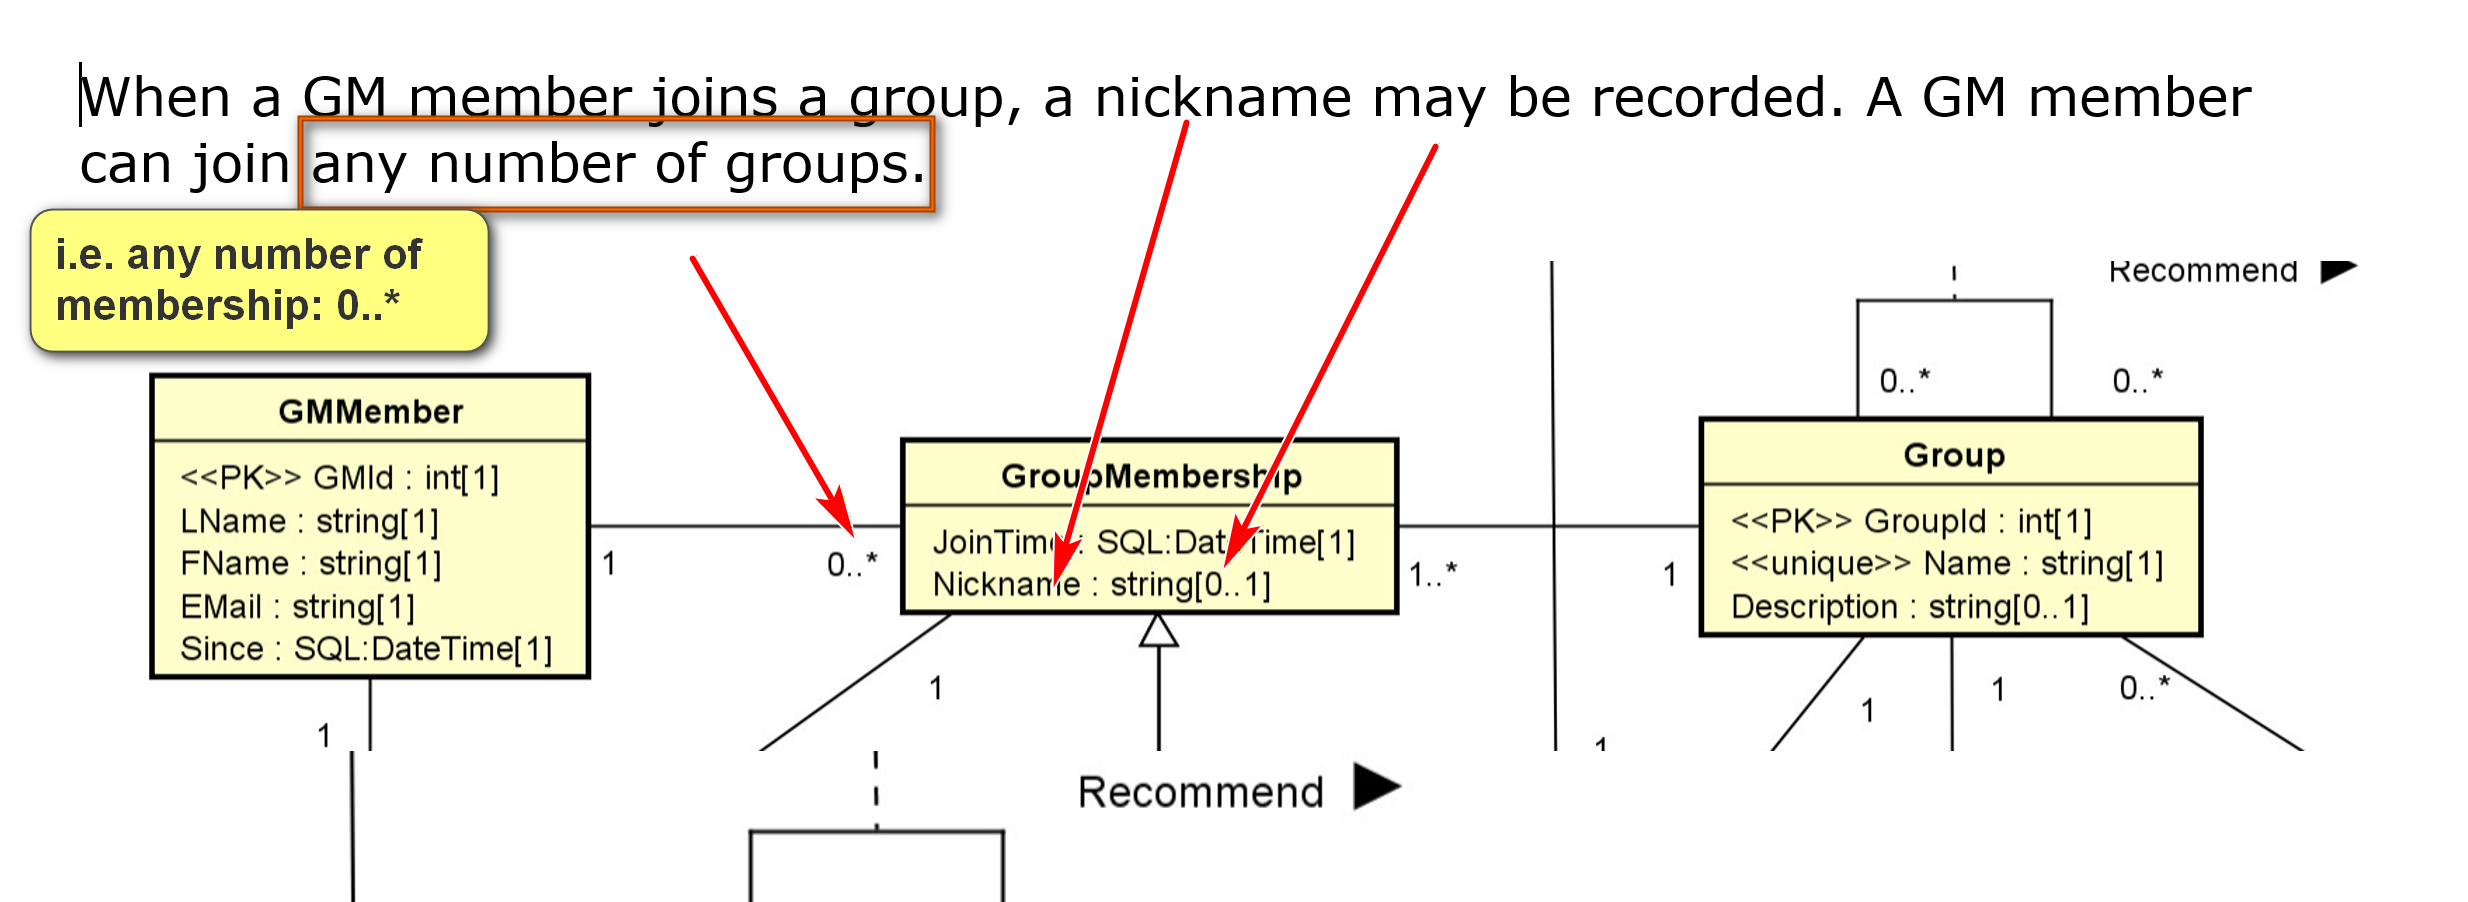 When a GM member joins a group, a nickname may be recorded. A GM member
can join any number of groups.
i.e. any number of
membership: 0..*
Recommend ▶
0..*
0..*
GMMember
<<PK>> GMId : int[1]
LName : string[1]
FName : string[1]
EMail : string[1]
Since : SQL:DateTime[1]
1
0..*
GroupMembership
JoinTime : SQL:DateTime[1]
Nickname : string[0..1]
1..*
1
Group
<<PK>> GroupId : int[1]
<<unique>> Name : string[1]
Description : string[0..1]
1
1
1
1
0..*
1
Recommend ▶